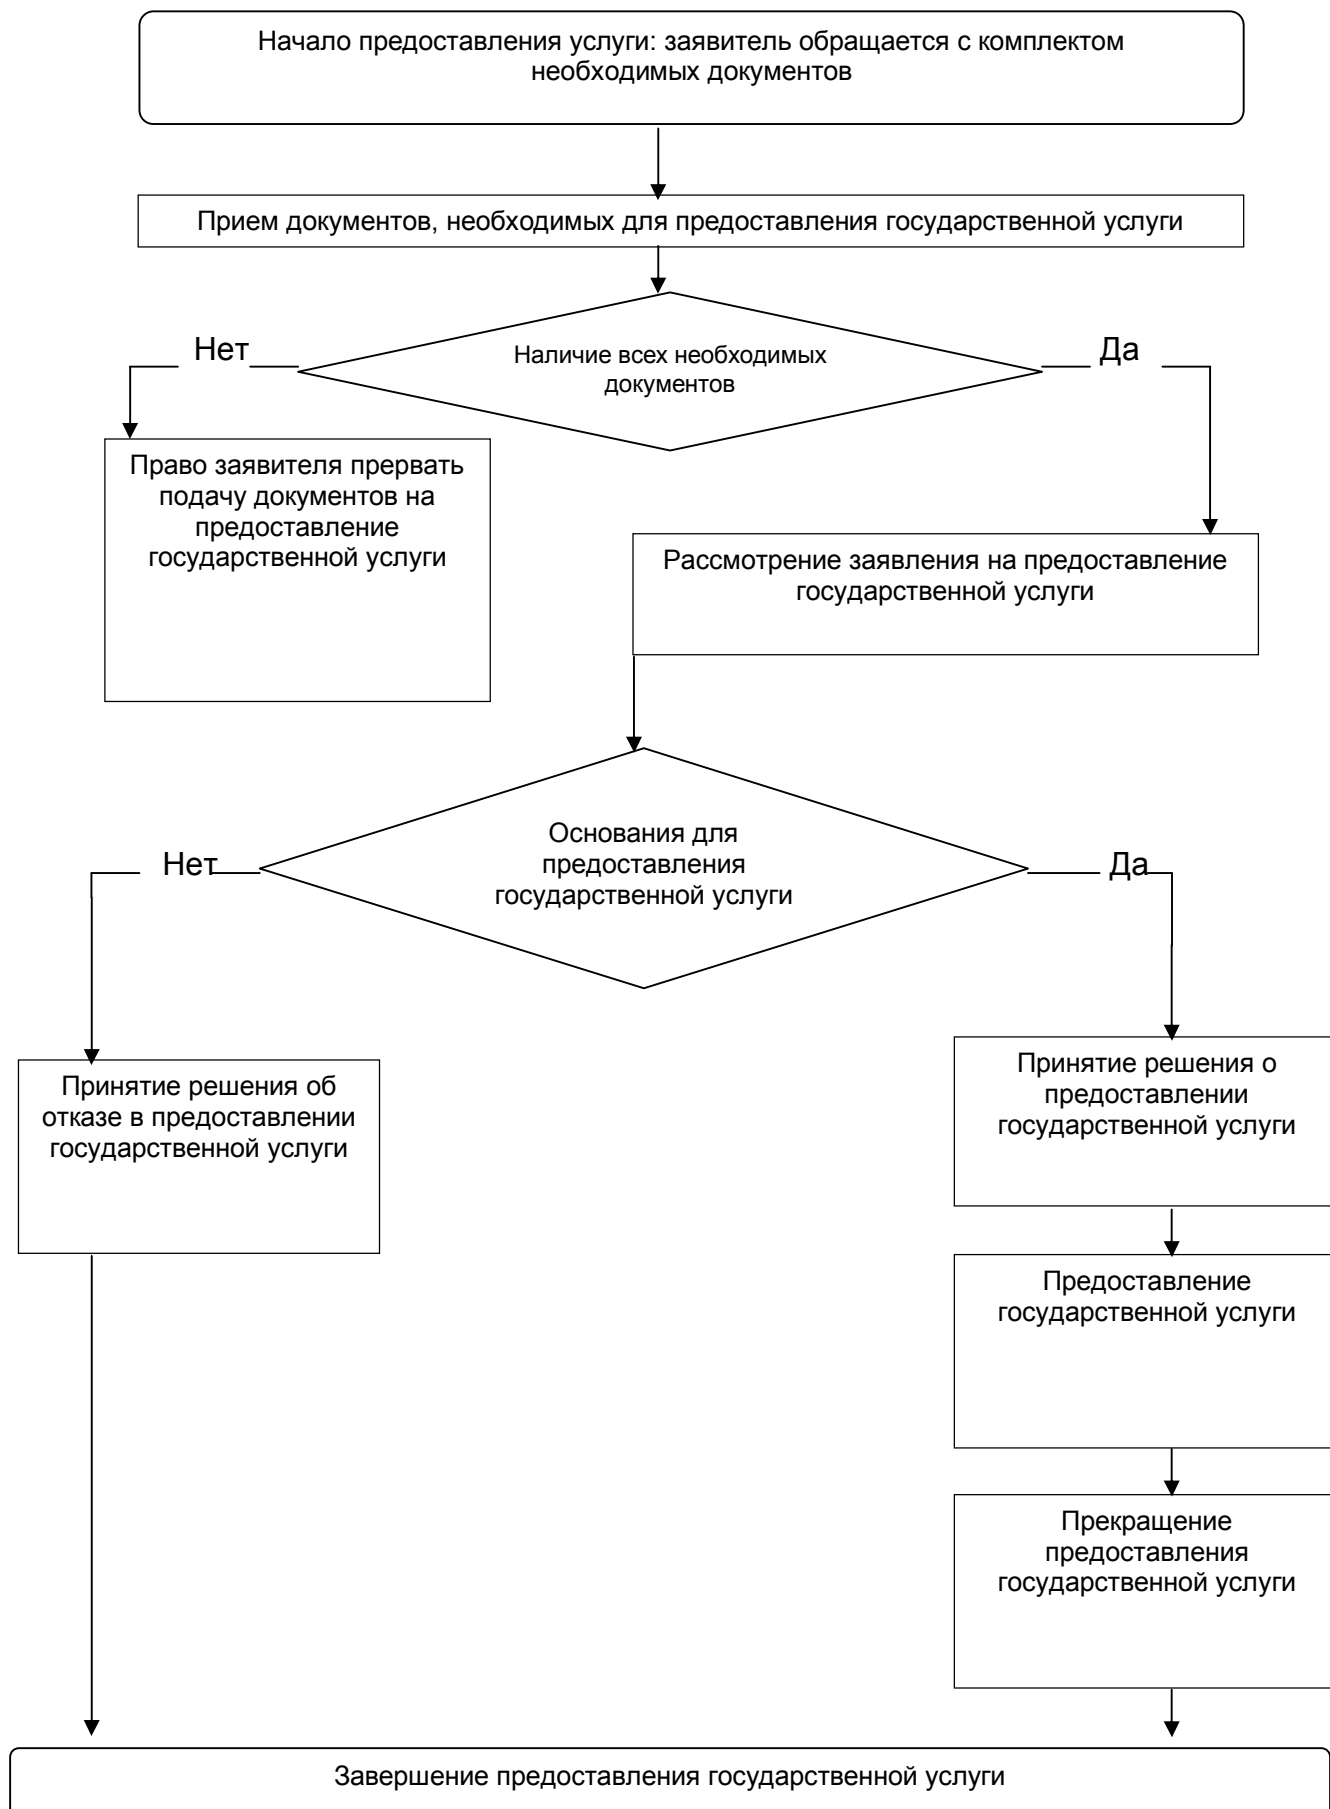 Начало предоставления услуги: заявитель обращается с комплектом
необходимых документов
Прием документов, необходимых для предоставления государственной услуги
Нет
Наличие всех необходимых
документов
Да
Право заявителя прервать
подачу документов на
предоставление
государственной услуги
Рассмотрение заявления на предоставление
государственной услуги
Нет
Основания для
предоставления
государственной услуги
Да
Принятие решения об
отказе в предоставлении
государственной услуги
Принятие решения о
предоставлении
государственной услуги
Предоставление
государственной услуги
Прекращение
предоставления
государственной услуги
Завершение предоставления государственной услуги